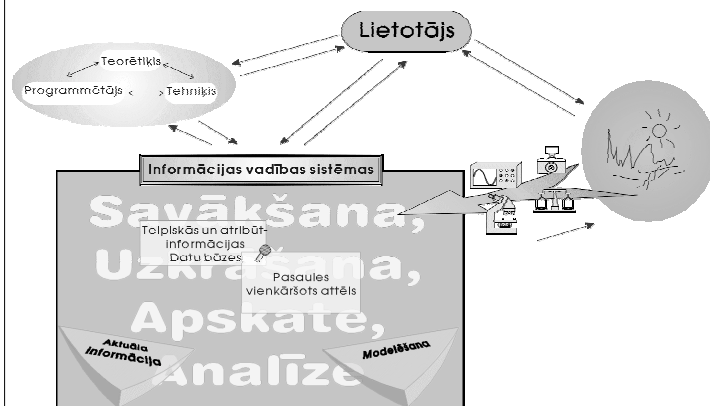 Lietotājs
Teorētiķis
Programmētājs
Tehniķis
Informācijas vadības sistēmas
Savākšana,
Telpiskās un atribūt-
informācijas
Datu bāzes
Uzkrāšana,
Pasaules
vienkāršots attēls
Apskate,
Aktuāla
Informācija
Modelēšana
Analīze